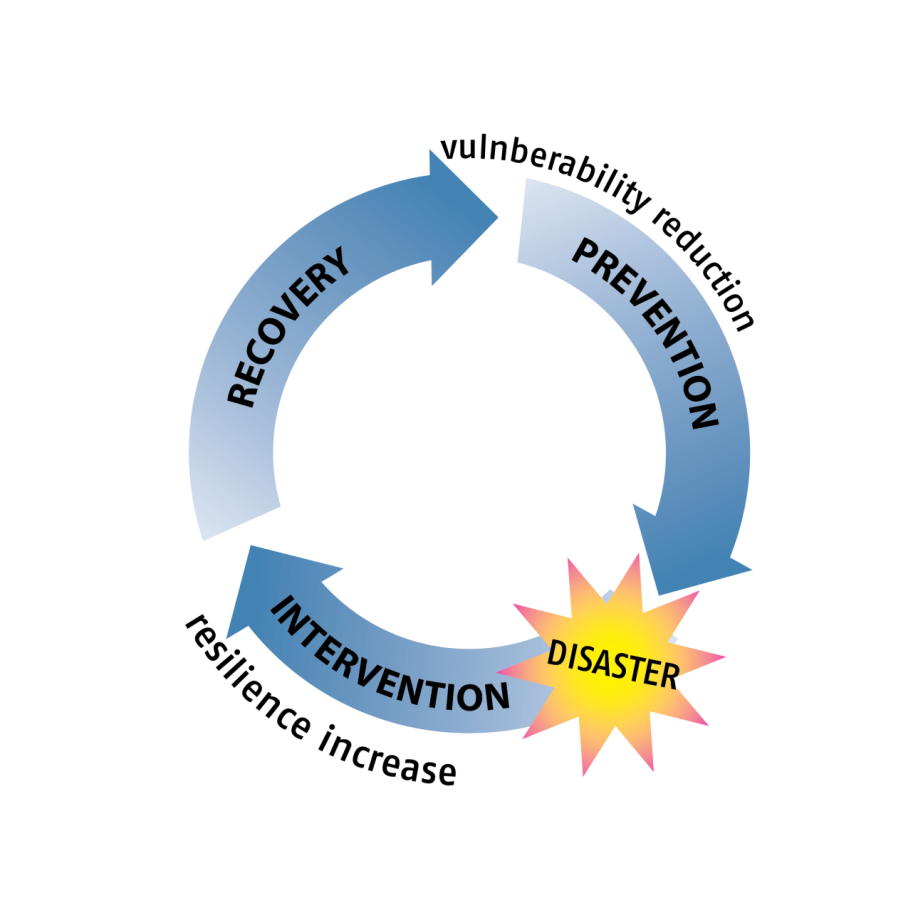 vulnberability reduction
PREVENTION
DISASTER
INTERVENTION
resilience increase
RECOVERY